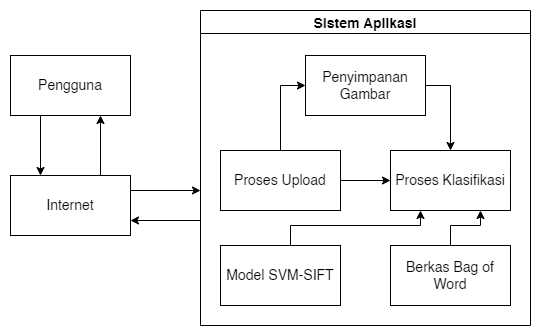 Sistem Aplikasi
Pengguna
Penyimpanan
Gambar
Internet
Proses Upload
Proses Klasifikasi
Model SVM-SIFT
Berkas Bag of
Word